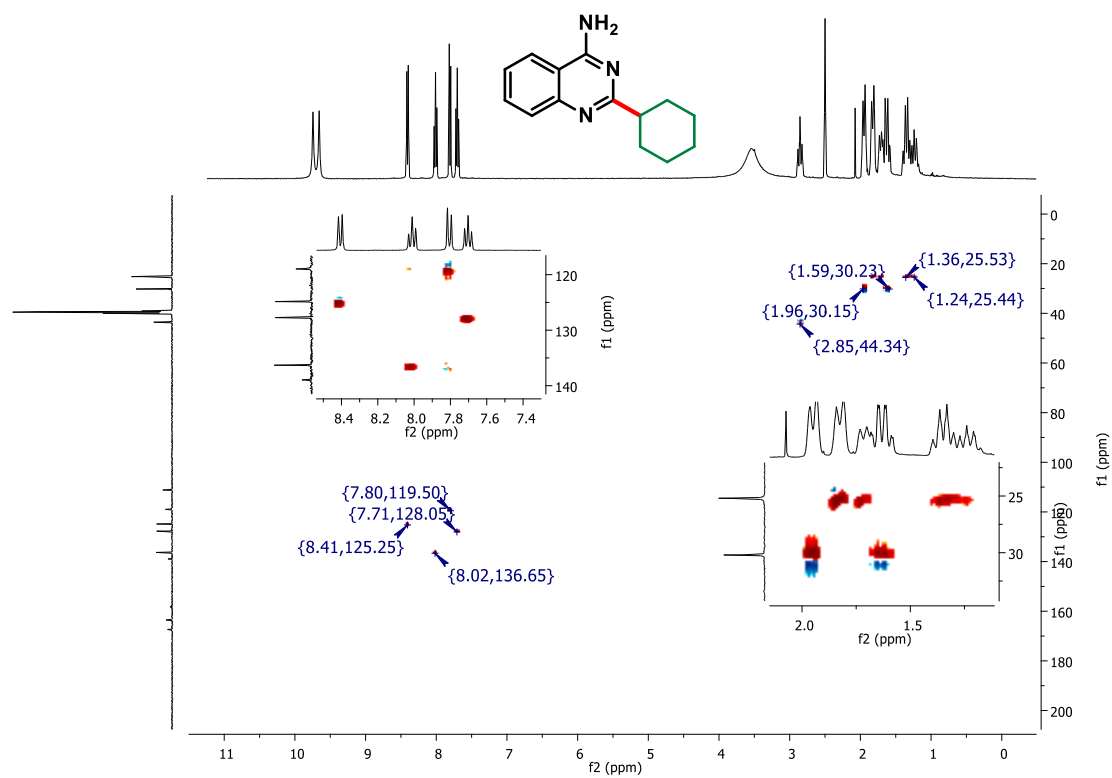 NH₂
N
N
120
130
140
f1 (ppm)
8.4 8.2 8.0 7.8 7.6 7.4
f2 (ppm)
{1.59,30.23}
{1.36,25.53}
{1.96,30.15}
{1.24,25.44}
{2.85,44.34}
{7.80,119.50}
{7.71,128.05}
{8.41,125.25}
{8.02,136.65}
25
30
f1 (ppm)
2.0 1.5
f2 (ppm)
0
20
40
60
80
100
120
140
160
180
200
f1 (ppm)
11 10 9 8 7 6 5 4 3 2 1 0
f2 (ppm)